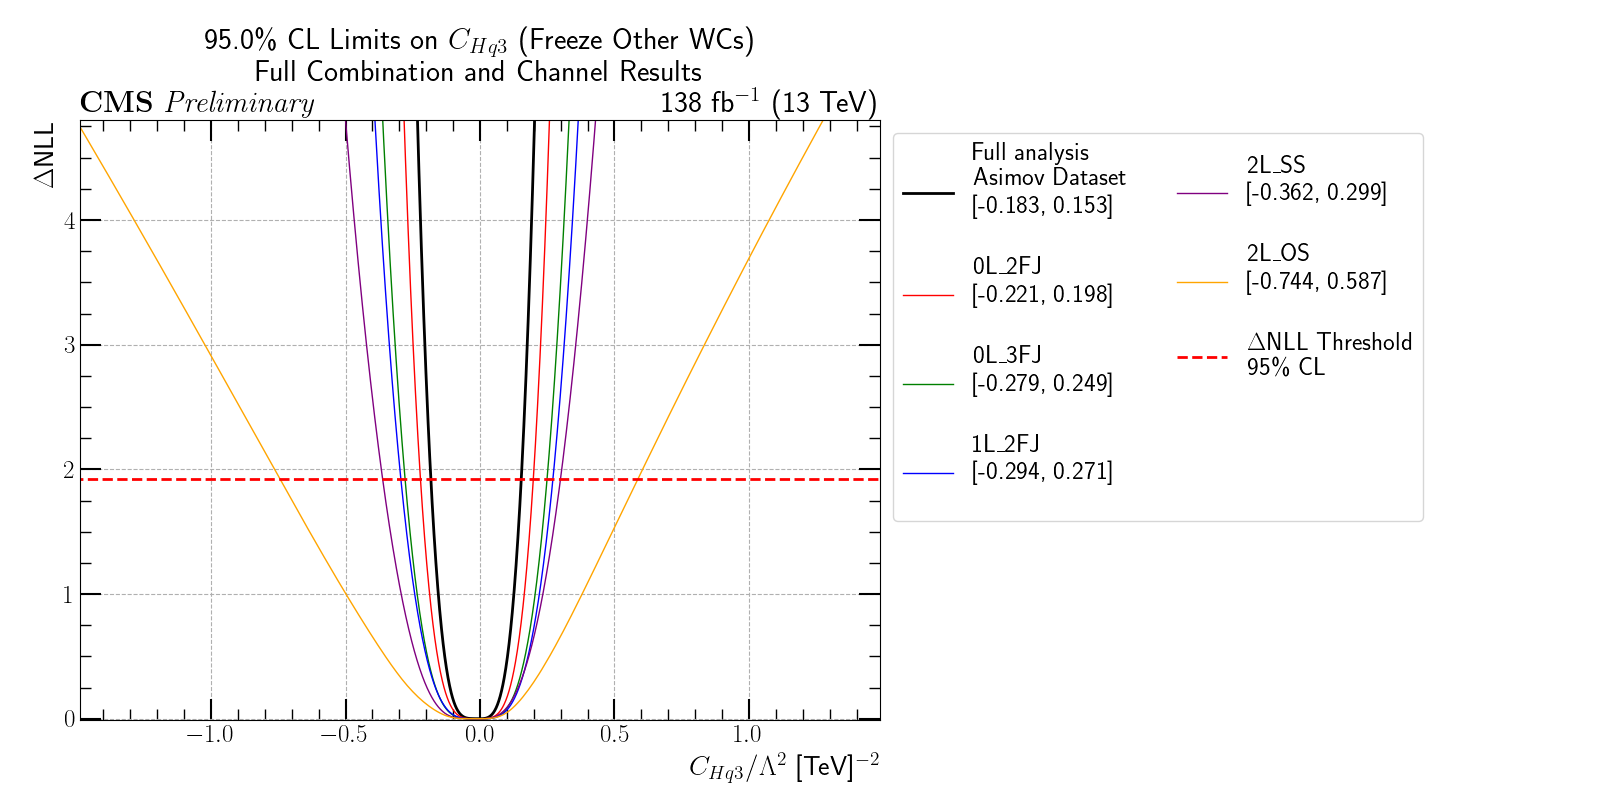 95.0% CL Limits on C_{Hq3} (Freeze Other WCs)
Full Combination and Channel Results
CMS Preliminary 138 fb^{−1} (13 TeV)
ΔNLL
4
3
2
1
0
−1.0 −0.5 0.0 0.5 1.0
C_{Hq3}/Λ^2 [TeV]^{−2}
Full analysis
Asimov Dataset
[-0.183, 0.153]
0L_2FJ
[-0.221, 0.198]
0L_3FJ
[-0.279, 0.249]
1L_2FJ
[-0.294, 0.271]
2L_SS
[-0.362, 0.299]
2L_OS
[-0.744, 0.587]
ΔNLL Threshold
95% CL